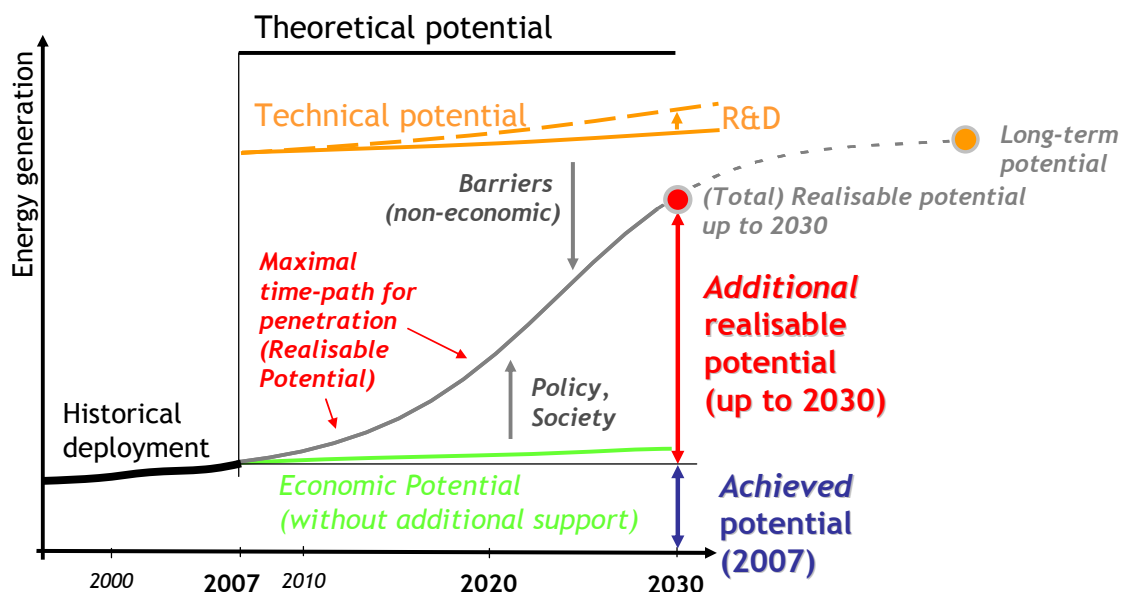 Theoretical potential
Energy generation
Technical potential
R&D
Long-term
potential
Barriers
(non-economic)
(Total) Realisable potential
up to 2030
Maximal
time-path for
penetration
(Realisable
Potential)
Additional
realisable
potential
(up to 2030)
Policy,
Society
Historical
deployment
Economic Potential
(without additional support)
Achieved
potential
(2007)
2000
2007
2010
2020
2030